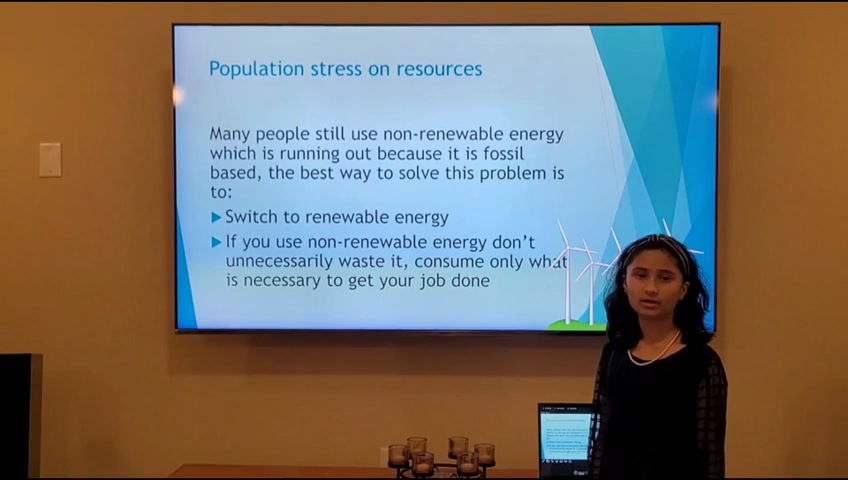 Population stress on resources
Many people still use non-renewable energy
which is running out because it is fossil
based, the best way to solve this problem is
to:
Switch to renewable energy
If you use non-renewable energy don't
unnecessarily waste it, consume only what
is necessary to get your job done